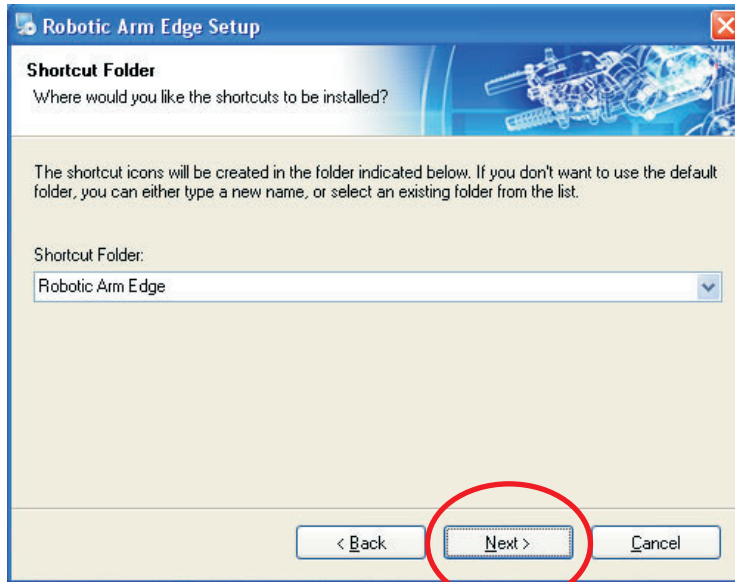 Robotic Arm Edge Setup
Shortcut Folder
Where would you like the shortcuts to be installed?
The shortcut icons will be created in the folder indicated below. If you don't want to use the default
folder, you can either type a new name, or select an existing folder from the list.
Shortcut Folder:
Robotic Arm Edge
< Back Next > Cancel